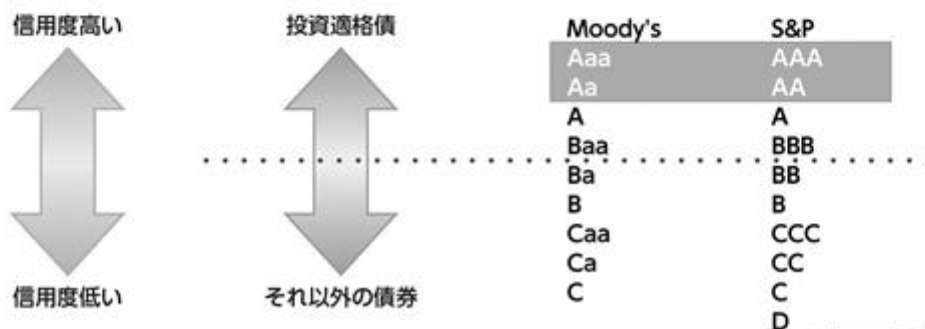 信用度高い 投資適格債 Moody's S&P
Aaa AAA
Aa AA
A A
Baa BBB
Ba BB
B B
Caa CCC
Ca CC
信用度低い それ以外の債券 C C
D